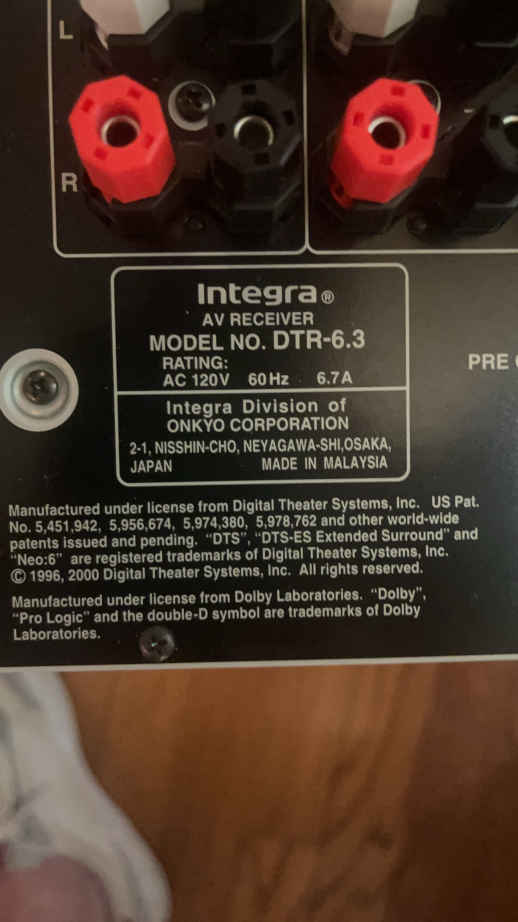 L
R
Integra®
AV RECEIVER
MODEL NO. DTR-6.3
RATING:
AC 120V 60Hz 6.7A
PRE
Integra Division of
ONKYO CORPORATION
2-1, NISSHIN-CHO, NEYAGAWA-SHI,OSAKA,
JAPAN MADE IN MALAYSIA
Manufactured under license from Digital Theater Systems, Inc. US Pat.
No. 5,451,942, 5,956,674, 5,974,380, 5,978,762 and other world-wide
patents issued and pending. “DTS”, “DTS-ES Extended Surround” and
“Neo:6” are registered trademarks of Digital Theater Systems, Inc.
© 1996, 2000 Digital Theater Systems, Inc. All rights reserved.
Manufactured under license from Dolby Laboratories. “Dolby”,
“Pro Logic” and the double-D symbol are trademarks of Dolby
Laboratories.